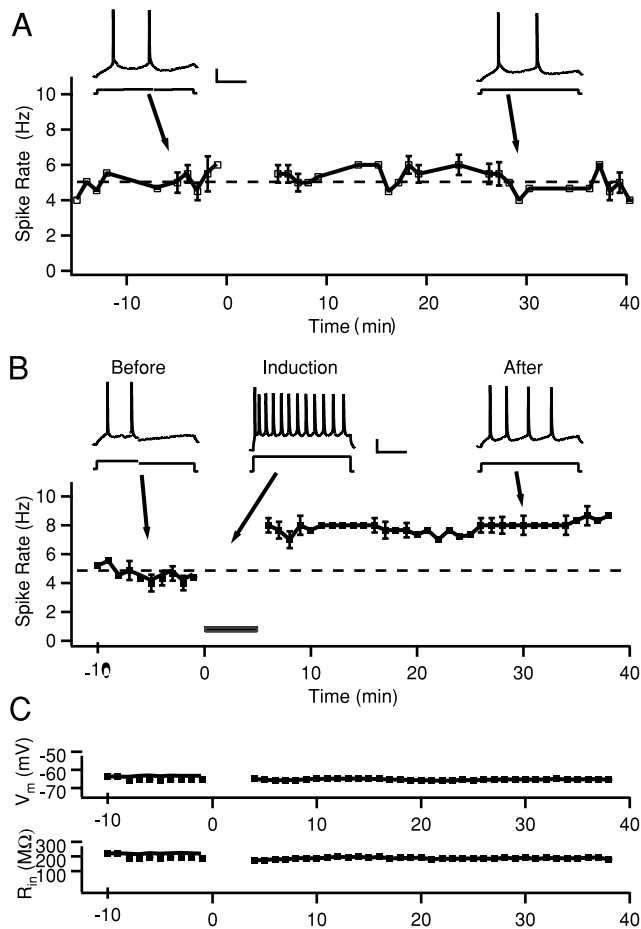 A
Spike Rate (Hz)
10
8
6
4
2
0
-10 0 10 20 30 40
Time (min)
B
Before Induction After
Spike Rate (Hz)
10
8
6
4
2
0
-10 0 10 20 30 40
Time (min)
C
Vm (mV)
-50
-60
-70
-10 0 10 20 30 40
Rin (MΩ)
300
200
100
-10 0 10 20 30 40